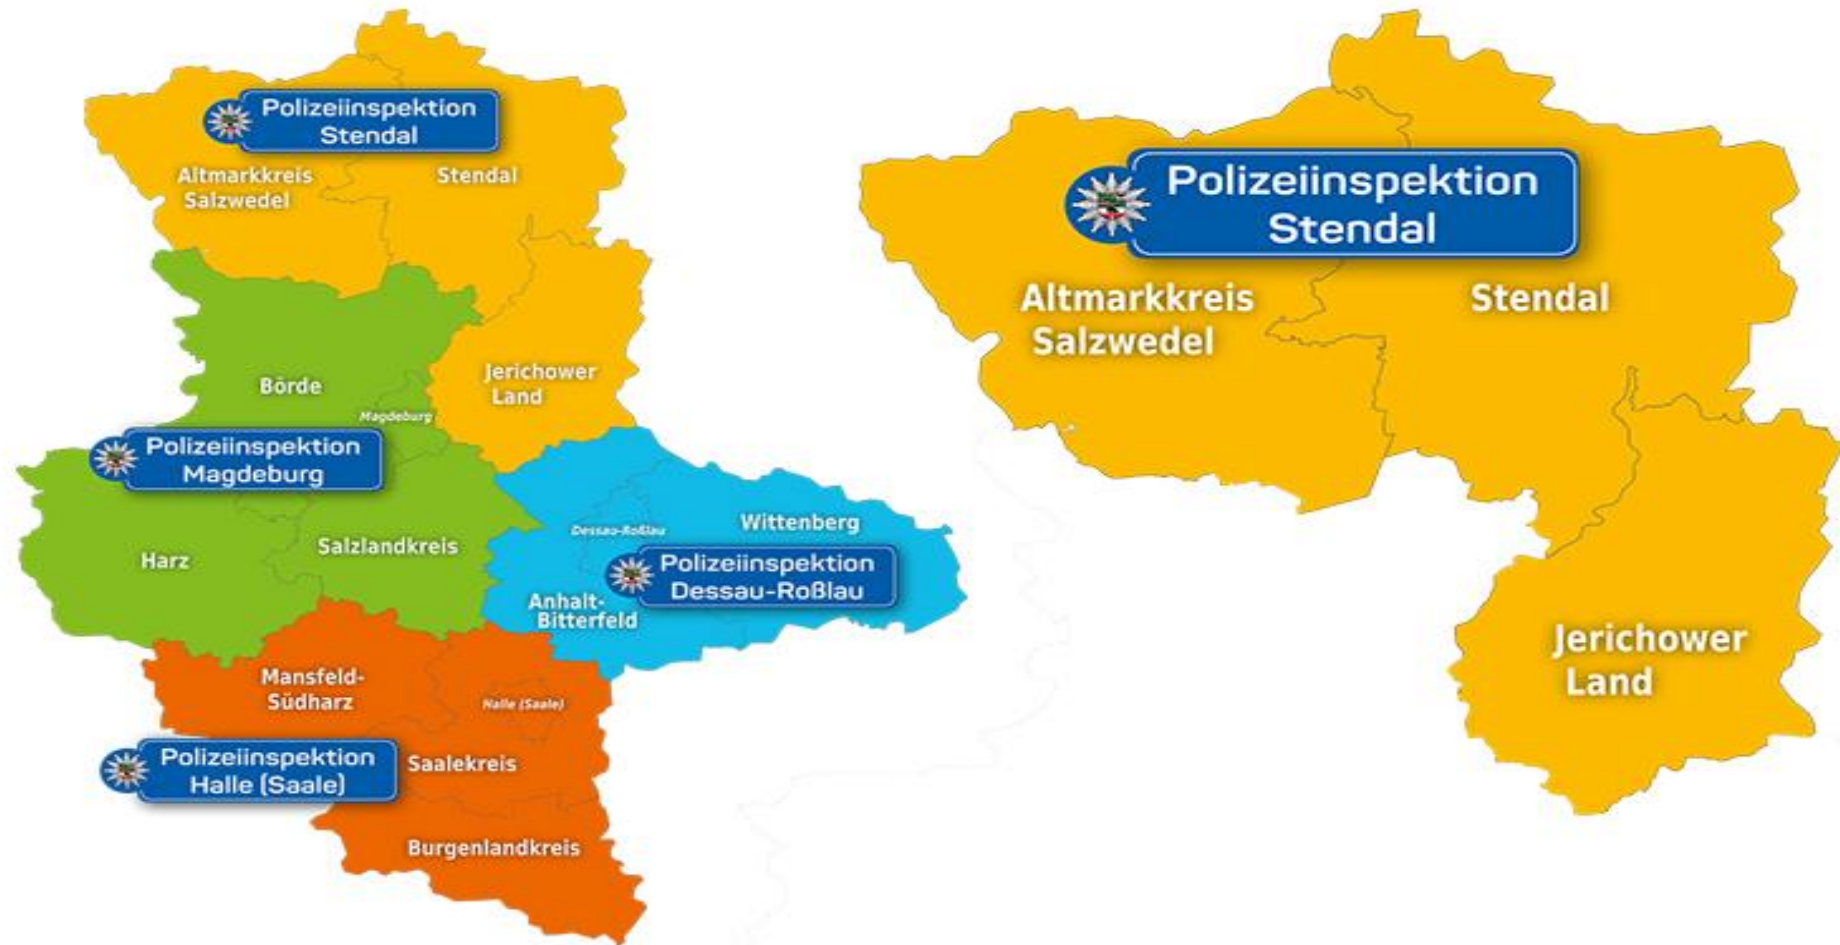 Polizeiinspektion
Stendal
Altmarkkreis
Salzwedel
Stendal
Börde
Magdeburg
Jerichower
Land
Polizeiinspektion
Magdeburg
Harz
Salzlandkreis
Dessau-Roßlau
Wittenberg
Polizeiinspektion
Dessau-Roßlau
Anhalt-
Bitterfeld
Mansfeld-
Südharz
Halle (Saale)
Polizeiinspektion
Halle (Saale)
Saalekreis
Burgenlandkreis
Polizeiinspektion
Stendal
Altmarkkreis
Salzwedel
Stendal
Jerichower
Land